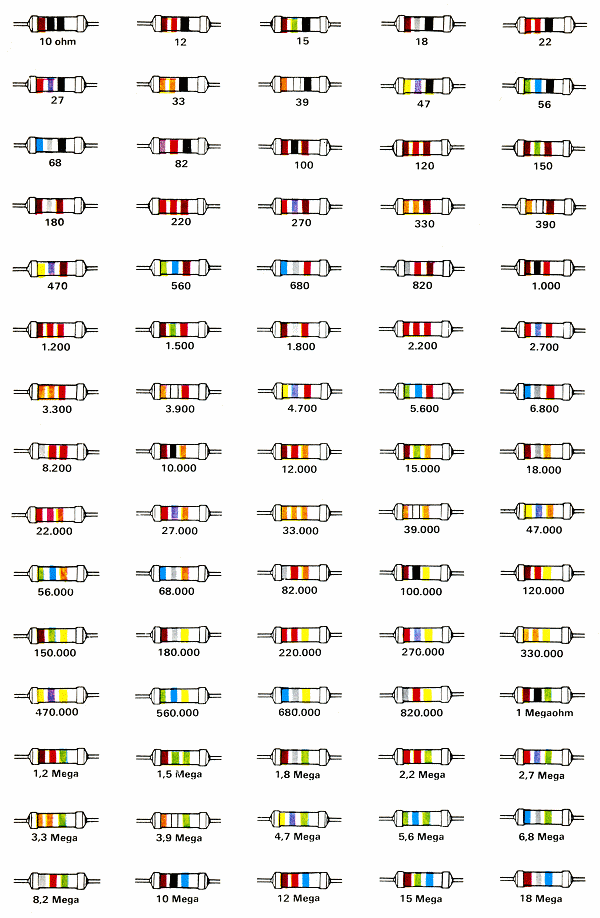 10 ohm 12 15 18 22
27 33 39 47 56
68 82 100 120 150
180 220 270 330 390
470 560 680 820 1.000
1.200 1.500 1.800 2.200 2.700
3.300 3.900 4.700 5.600 6.800
8.200 10.000 12.000 15.000 18.000
22.000 27.000 33.000 39.000 47.000
56.000 68.000 82.000 100.000 120.000
150.000 180.000 220.000 270.000 330.000
470.000 560.000 680.000 820.000 1 Megaohm
1,2 Mega 1,5 Mega 1,8 Mega 2,2 Mega 2,7 Mega
3,3 Mega 3,9 Mega 4,7 Mega 5,6 Mega 6,8 Mega
8,2 Mega 10 Mega 12 Mega 15 Mega 18 Mega